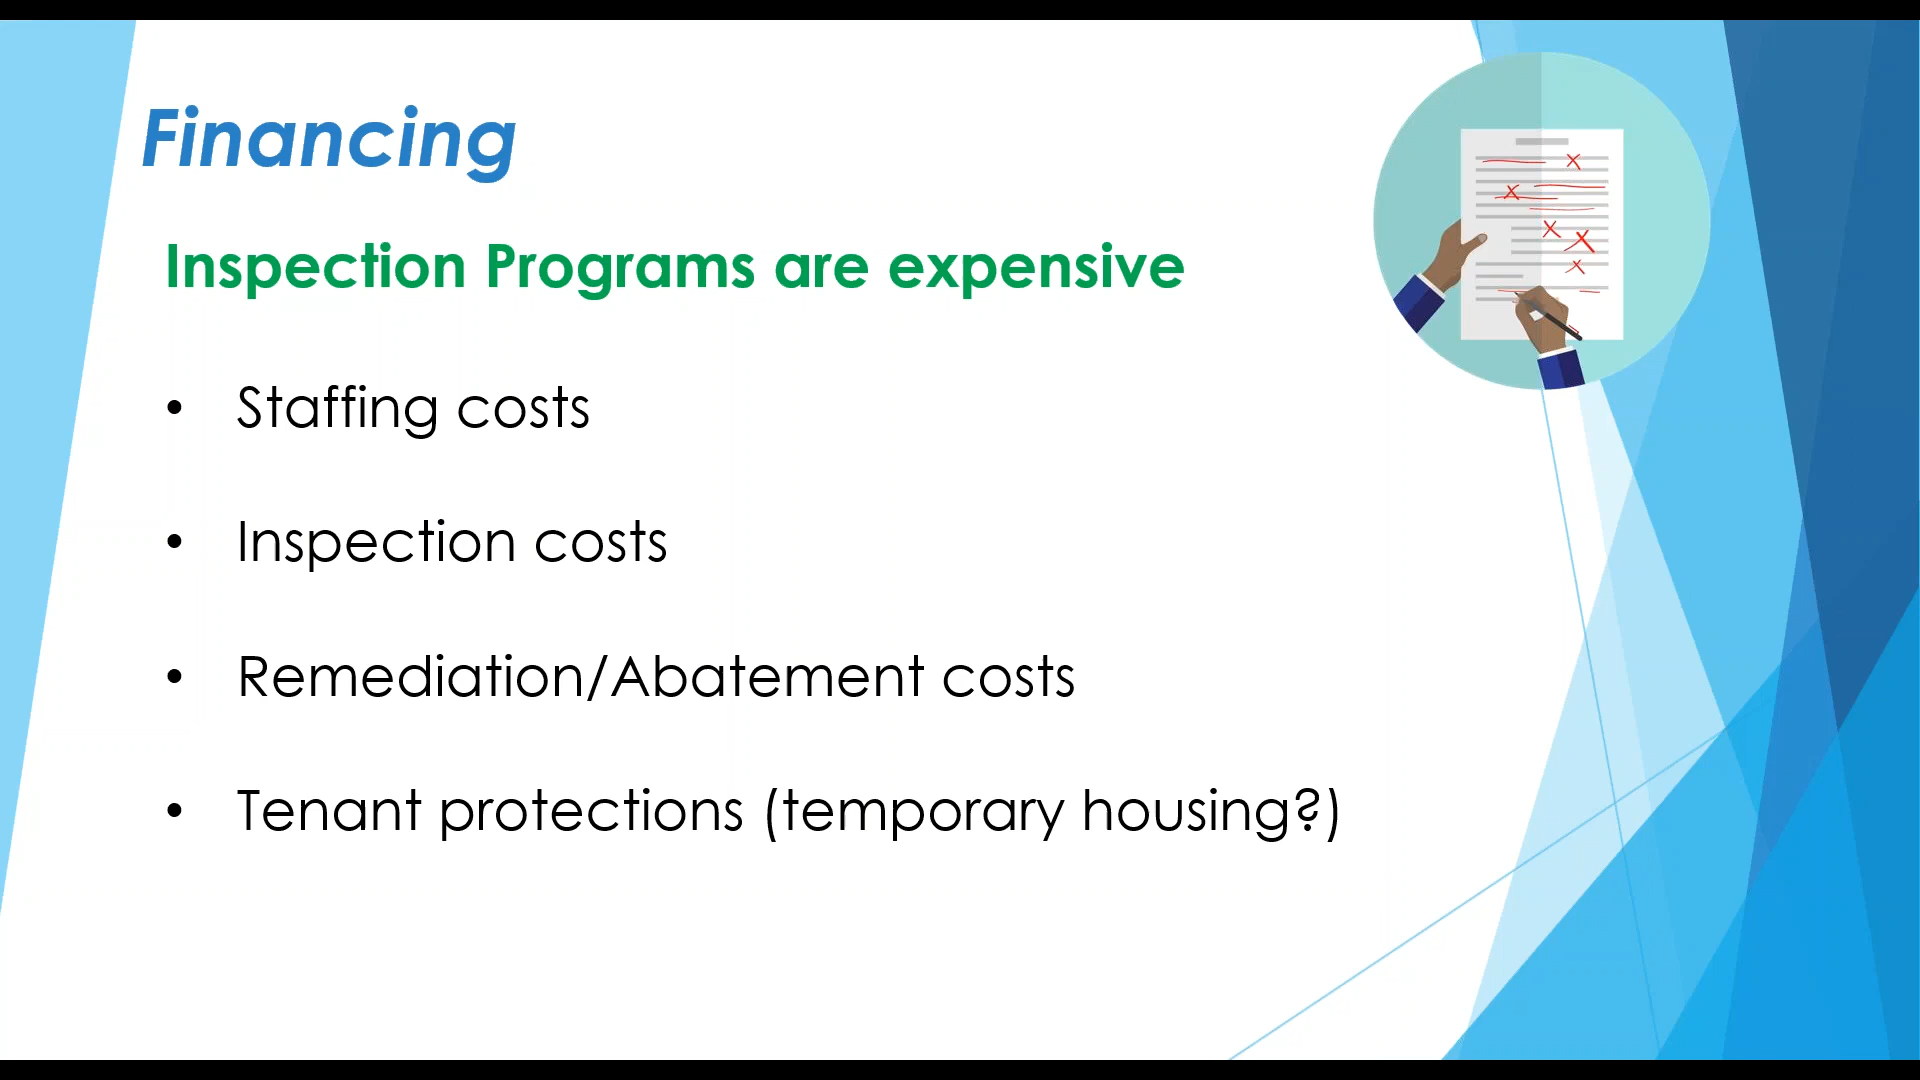 Financing
Inspection Programs are expensive
• Staffing costs
• Inspection costs
• Remediation/Abatement costs
• Tenant protections (temporary housing?)